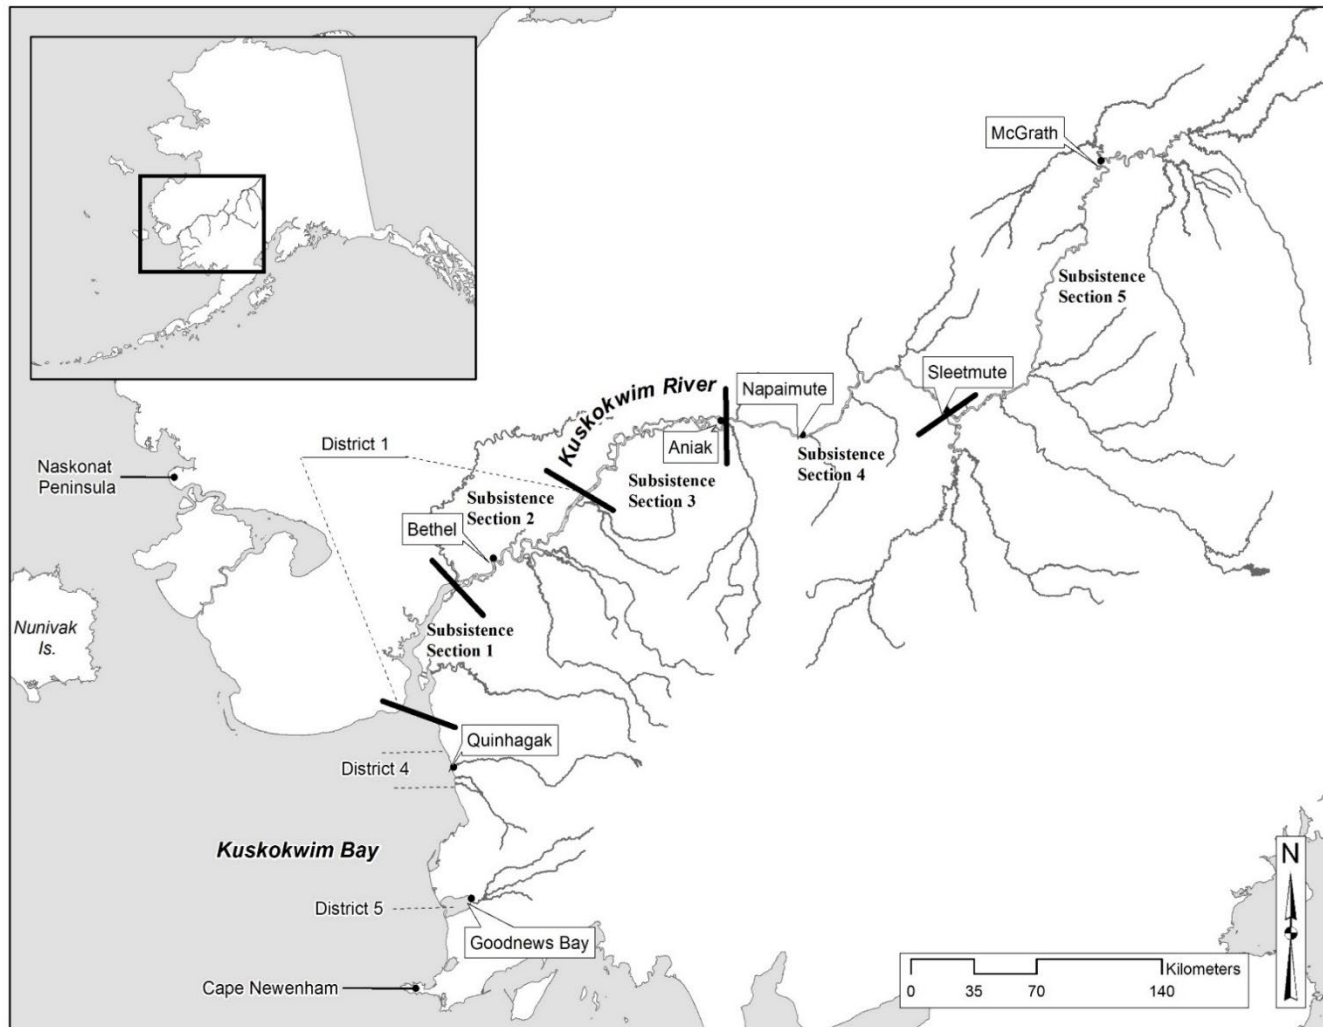 McGrath
Subsistence
Section 5
Sleetmute
Kuskokwim River
Napaimute
District 1
Aniak
Subsistence
Section 4
Naskonat
Peninsula
Subsistence
Section 3
Subsistence
Section 2
Bethel
Nunivak
Is.
Subsistence
Section 1
Quinhagak
District 4
Kuskokwim Bay
N
District 5
Goodnews Bay
Cape Newenham
Kilometers
0 35 70 140